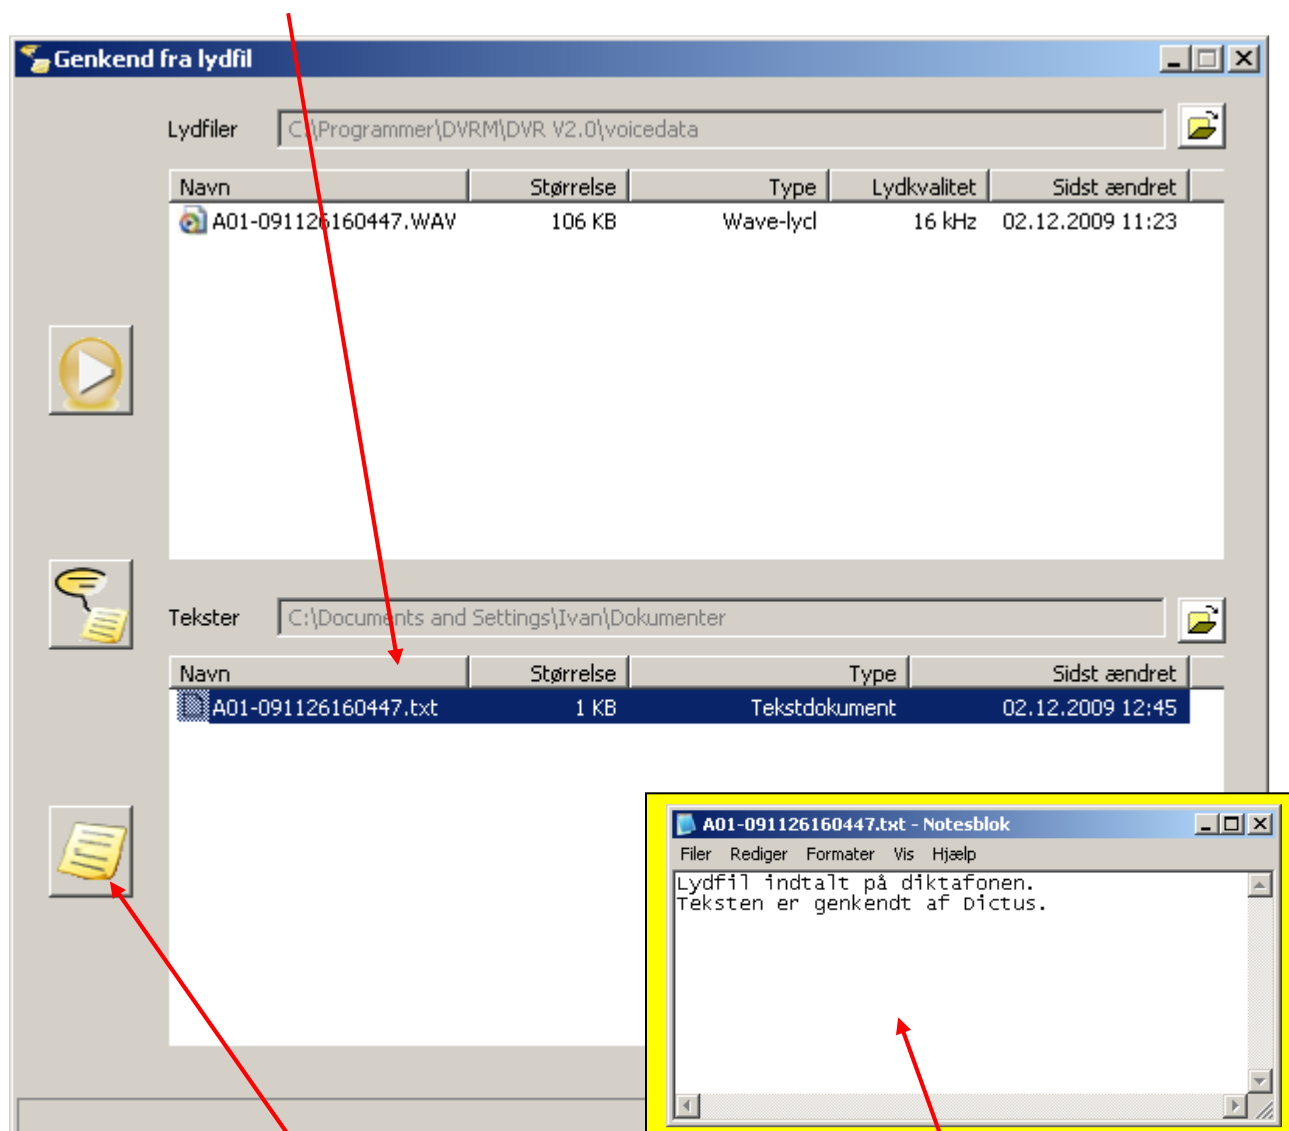 Genkend fra lydfil
Lydfiler C:\Programmer\DVRM\DVR V2.0\voicedata
Navn Størrelse Type Lydkvalitet Sidst ændret
A01-091126160447.WAV 106 KB Wave-lycl 16 kHz 02.12.2009 11:23
Tekster C:\Documents and Settings\Ivan\Dokumenter
Navn Størrelse Type Sidst ændret
A01-091126160447.txt 1 KB Tekstdokument 02.12.2009 12:45
A01-091126160447.txt - Notesblok
Filer Rediger Formater Vis Hjælp
Lydfil indtalt på diktafonen.
Teksten er genkendt af Dictus.